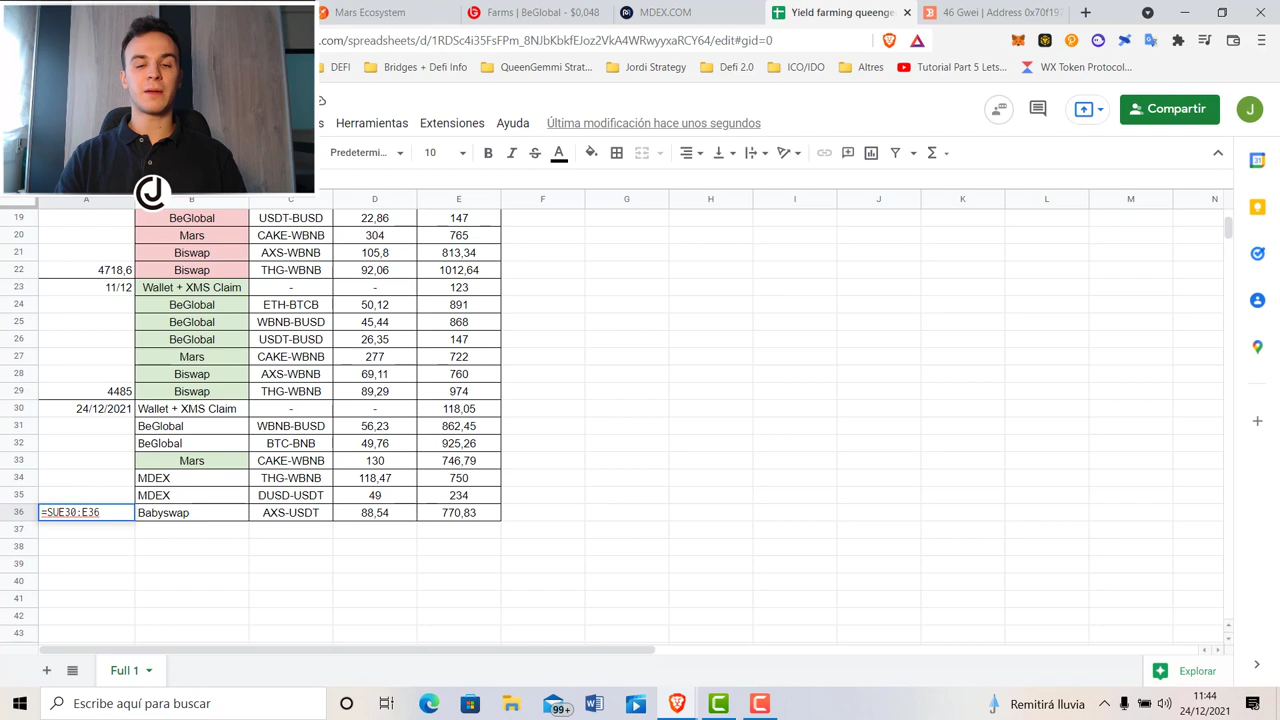 Mars Ecosystem
Farms | BeGlobal - $0,048
MDEX.COM
Yield farming queenge
46 Gwei | Address 0x70f19
com/spreadsheets/d/1RDSc4i35FsFPm_8NJbKbkfEJoz2VkA4WRwyyxaRCY64/edit#gid=0
DEFI
Bridges + Defi Info
QueenGemmi Strat...
Jordi Strategy
Defi 2.0
ICO/IDO
Altres
Tutorial Part 5 Lets...
WX Token Protocol...
Herramientas Extensiones Ayuda Última modificación hace unos segundos
Compartir
J
Predetermi... 10 B I S A Σ
A B C D E F G H I J K L M N
19 BeGlobal USDT-BUSD 22,86 147
20 Mars CAKE-WBNB 304 765
21 Biswap AXS-WBNB 105,8 813,34
22 4718,6 Biswap THG-WBNB 92,06 1012,64
23 11/12 Wallet + XMS Claim - - 123
24 BeGlobal ETH-BTCB 50,12 891
25 BeGlobal WBNB-BUSD 45,44 868
26 BeGlobal USDT-BUSD 26,35 147
27 Mars CAKE-WBNB 277 722
28 Biswap AXS-WBNB 69,11 760
29 4485 Biswap THG-WBNB 89,29 974
30 24/12/2021 Wallet + XMS Claim - - 118,05
31 BeGlobal WBNB-BUSD 56,23 862,45
32 BeGlobal BTC-BNB 49,76 925,26
33 Mars CAKE-WBNB 130 746,79
34 MDEX THG-WBNB 118,47 750
35 MDEX DUSD-USDT 49 234
36 =SUE30:E36 Babyswap AXS-USDT 88,54 770,83
37
38
39
40
41
42
43
Full 1
Explorar
Escribe aquí para buscar
99+
Remitirá lluvia
11:44
24/12/2021